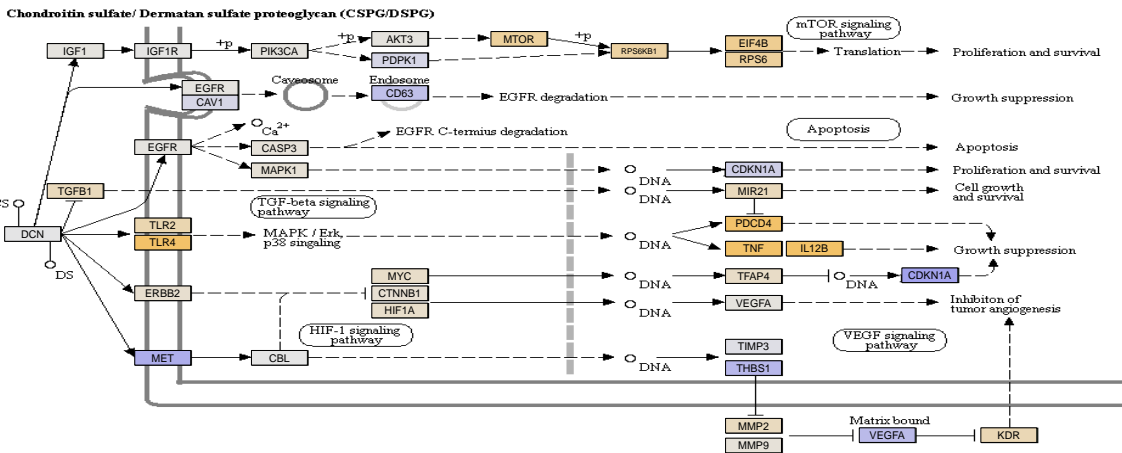 Chondroitin sulfate/ Dermatan sulfate proteoglycan (CSPG/DSPG)
IGF1
IGF1R
+p
PIK3CA
+p
+p
AKT3
PDPK1
MTOR
+p
RPS6KB1
EIF4B
RPS6
mTOR signaling
pathway
Translation
Proliferation and survival
EGFR
CAV1
Caveosome
Endosome
CD63
EGFR degradation
Growth suppression
EGFR
Ca2+
CASP3
MAPK1
EGFR C-termius degradation
Apoptosis
Apoptosis
DNA
CDKN1A
Proliferation and survival
TGFB1
DNA
MIR21
Cell growth
and survival
TGF-beta signaling
pathway
CS
DCN
DS
TLR2
TLR4
MAPK / Erk,
p38 singaling
DNA
PDCD4
TNF
IL12B
Growth suppression
ERBB2
MYC
CTNNB1
HIF1A
DNA
TFAP4
DNA
CDKN1A
DNA
VEGFA
Inhibiton of
tumor angiogenesis
HIF-1 signaling
pathway
VEGF signaling
pathway
MET
CBL
DNA
TIMP3
THBS1
MMP2
MMP9
Matrix bound
VEGFA
KDR